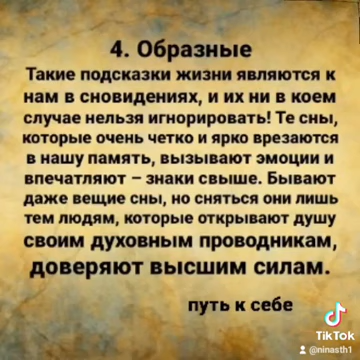 4. Образные
Такие подсказки жизни являются к
нам в сновидениях, и их ни в коем
случае нельзя игнорировать! Те сны,
которые очень четко и ярко врезаются
в нашу память, вызывают эмоции и
впечатляют – знаки свыше. Бывают
даже вещие сны, но сняться они лишь
тем людям, которые открывают душу
своим духовным проводникам,
доверяют высшим силам.
путь к себе
TikTok
@ninasth1